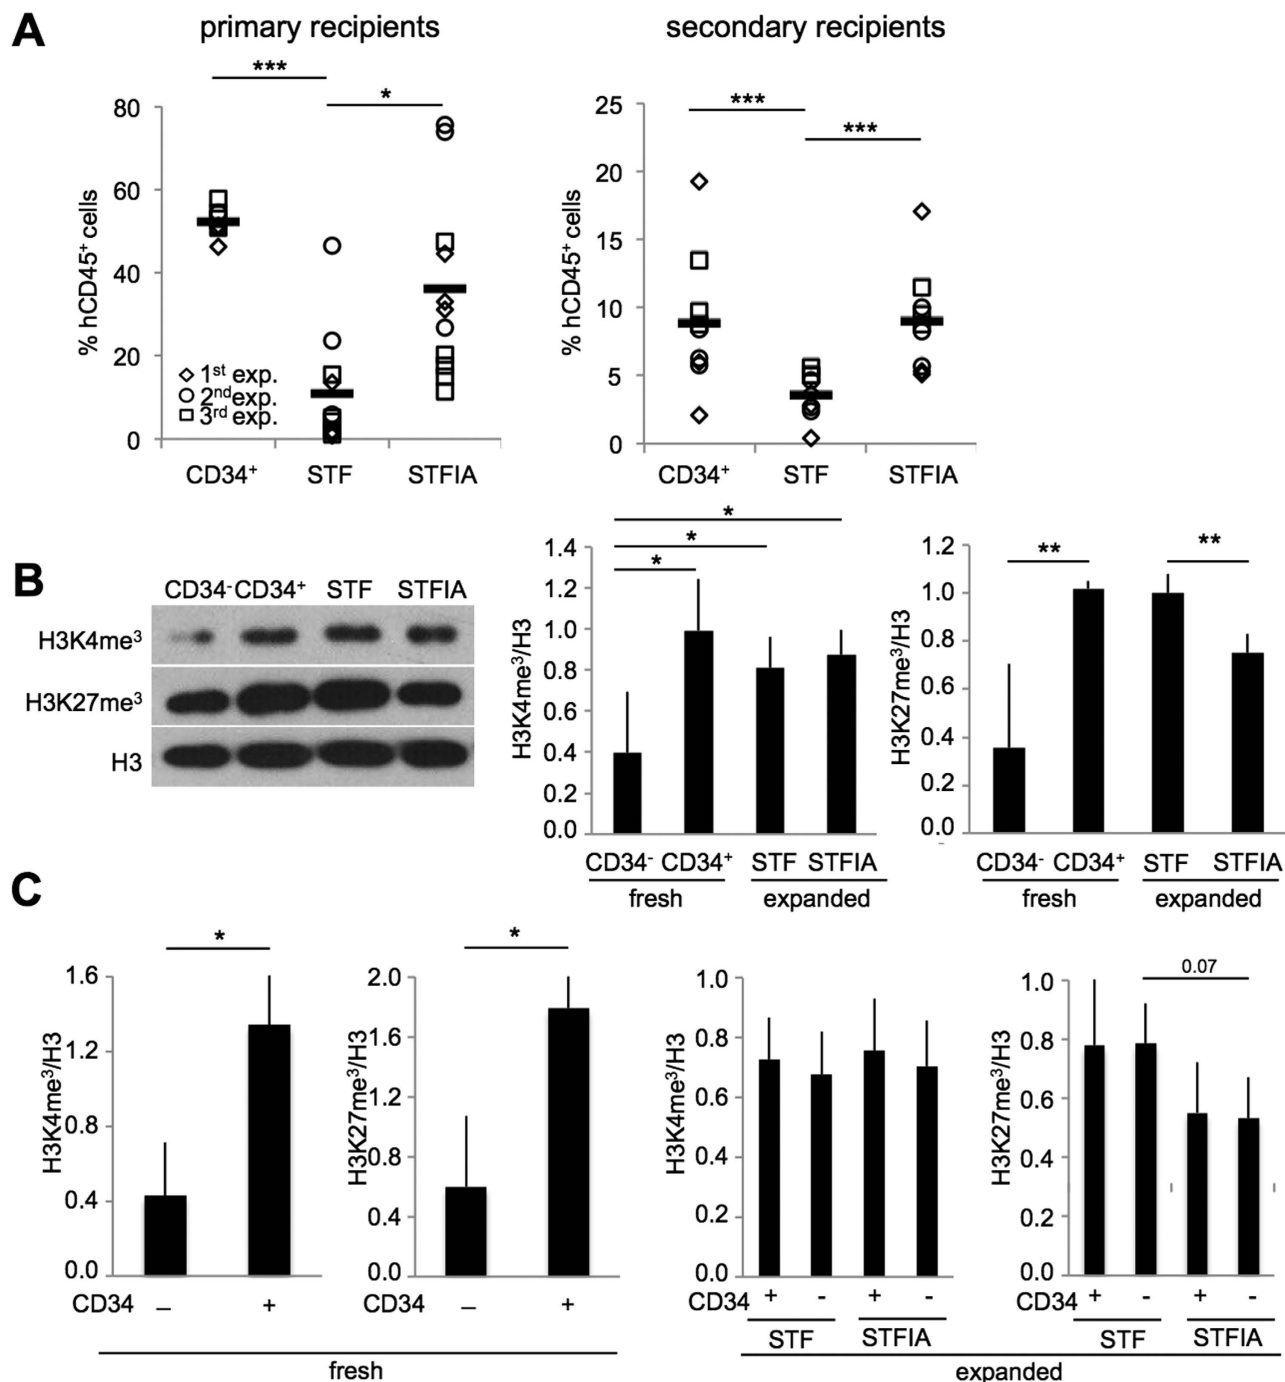 A
primary recipients
secondary recipients
***
*
***
***
% hCD45⁺ cells
80
60
40
20
0
1st exp.
2nd exp.
3rd exp.
CD34⁺
STF
STFIA
% hCD45⁺ cells
25
20
15
10
5
0
CD34⁺
STF
STFIA
B
CD34⁻ CD34⁺ STF STFIA
H3K4me³
H3K27me³
H3
*
*
*
H3K4me³/H3
1.4
1.2
1.0
0.8
0.6
0.4
0.2
0.0
CD34⁻ CD34⁺ STF STFIA
fresh expanded
**
**
H3K27me³/H3
1.2
1.0
0.8
0.6
0.4
0.2
0.0
CD34⁻ CD34⁺ STF STFIA
fresh expanded
C
*
H3K4me³/H3
1.6
1.2
0.8
0.4
0.0
CD34 – +
*
H3K27me³/H3
2.0
1.6
1.2
0.8
0.4
0.0
CD34 – +
fresh
H3K4me³/H3
1.0
0.8
0.6
0.4
0.2
0.0
CD34 + - + -
STF STFIA
0.07
H3K27me³/H3
1.0
0.8
0.6
0.4
0.2
0.0
CD34 + - + -
STF STFIA
expanded